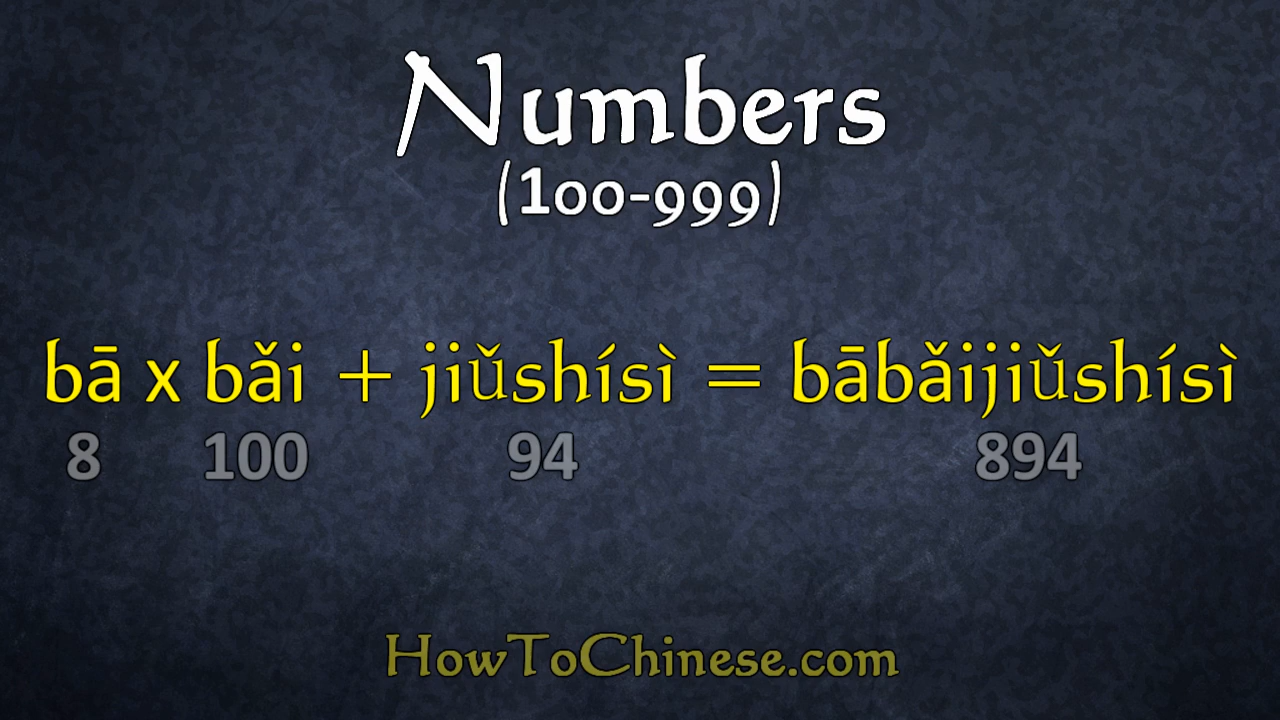 Numbers
(100-999)
bā x bǎi + jiǔshísì = bābǎijiǔshísì
8 100 94 894
HowToChinese.com